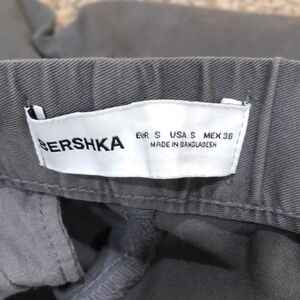 BERSHKA
EUR S USA S MEX 36
MADE IN BANGLADESH